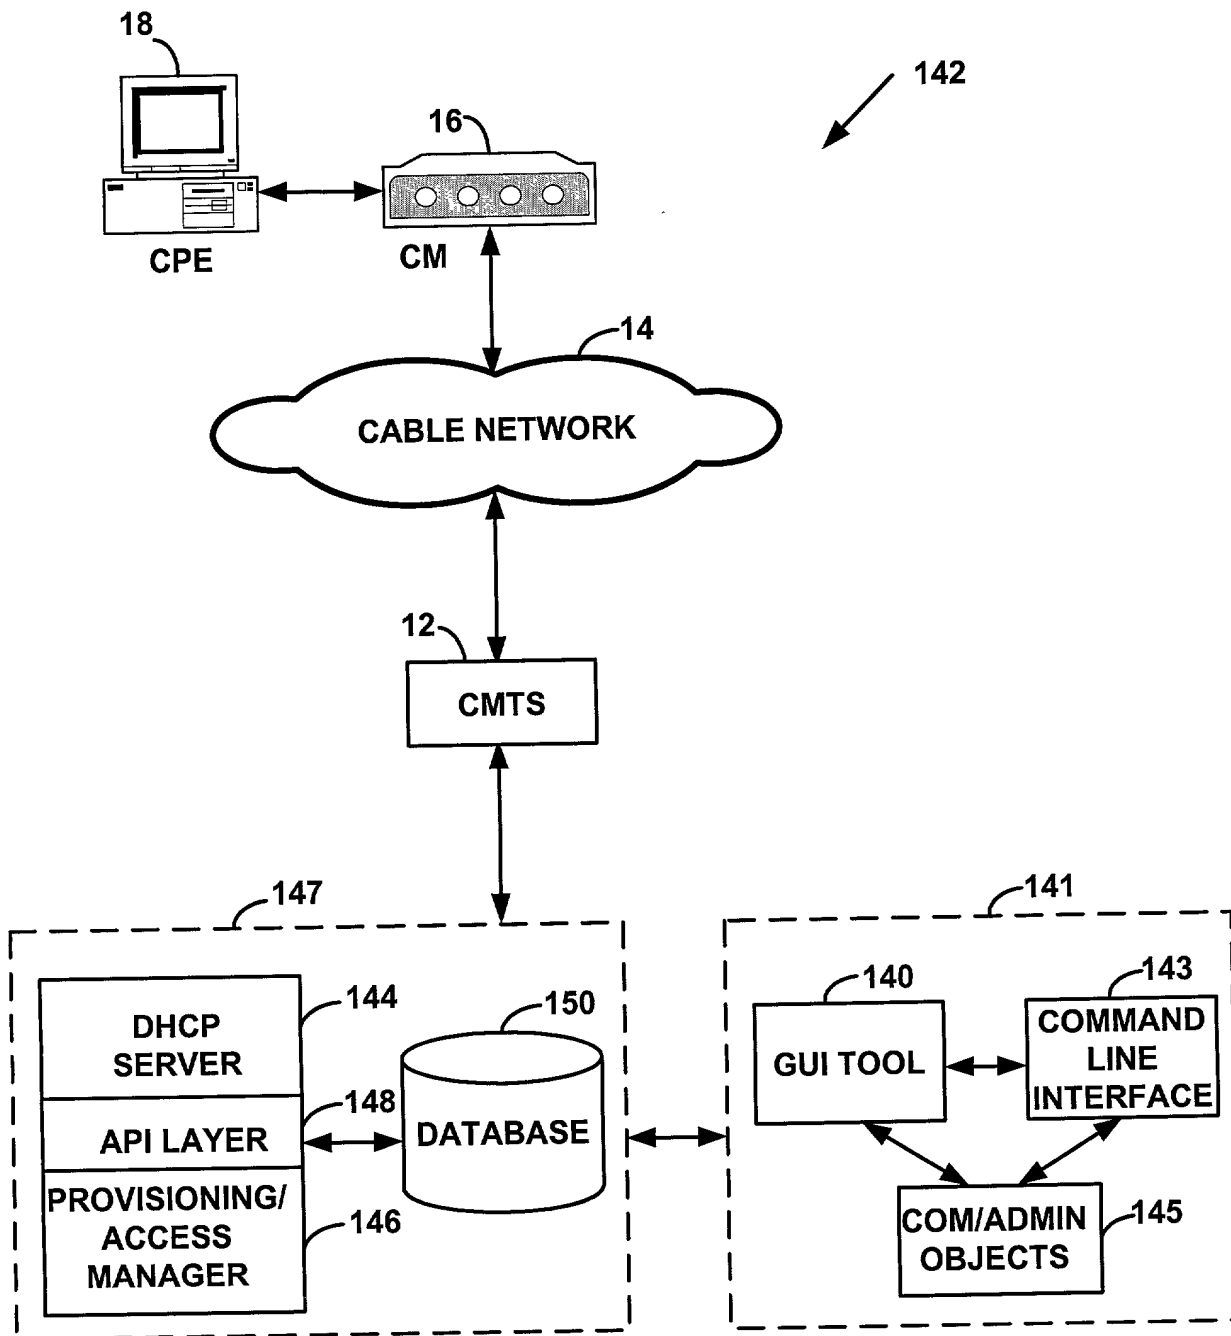 18
142
16
CPE
CM
14
CABLE NETWORK
12
CMTS
147
141
144
150
140
143
DHCP
SERVER
GUI TOOL
COMMAND
LINE
INTERFACE
148
API LAYER
DATABASE
PROVISIONING/
ACCESS
MANAGER
146
COM/ADMIN
OBJECTS
145